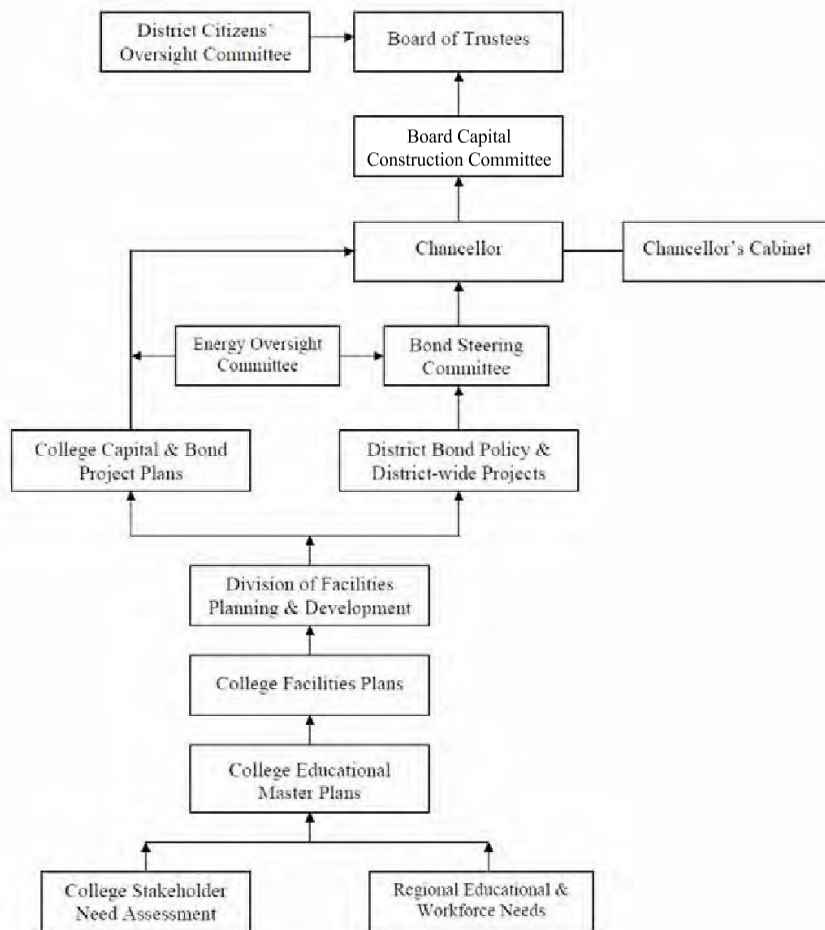 District Citizens'
Oversight Committee
Board of Trustees
Board Capital
Construction Committee
Chancellor
Chancellor's Cabinet
Energy Oversight
Committee
Bond Steering
Committee
College Capital & Bond
Project Plans
District Bond Policy &
District-wide Projects
Division of Facilities
Planning & Development
College Facilities Plans
College Educational
Master Plans
College Stakeholder
Need Assessment
Regional Educational &
Workforce Needs